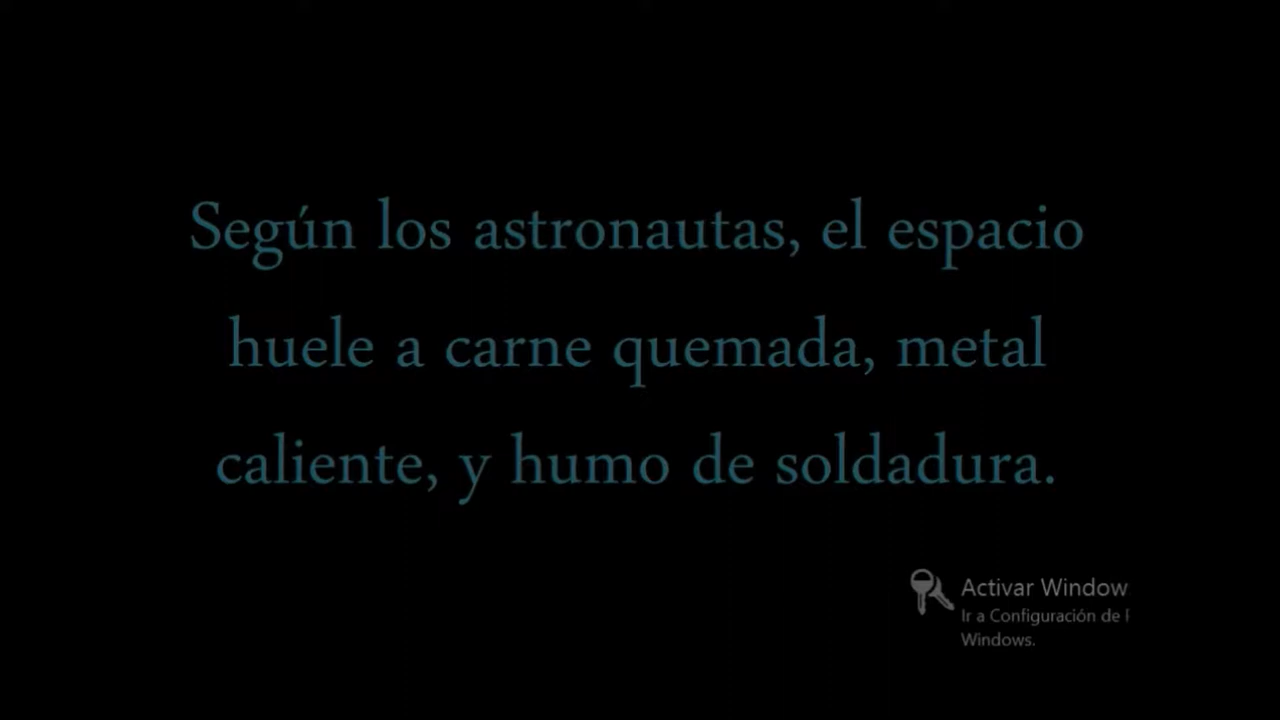 Según los astronautas, el espacio
huele a carne quemada, metal
caliente, y humo de soldadura.
Activar Window
Ir a Configuración de
Windows.